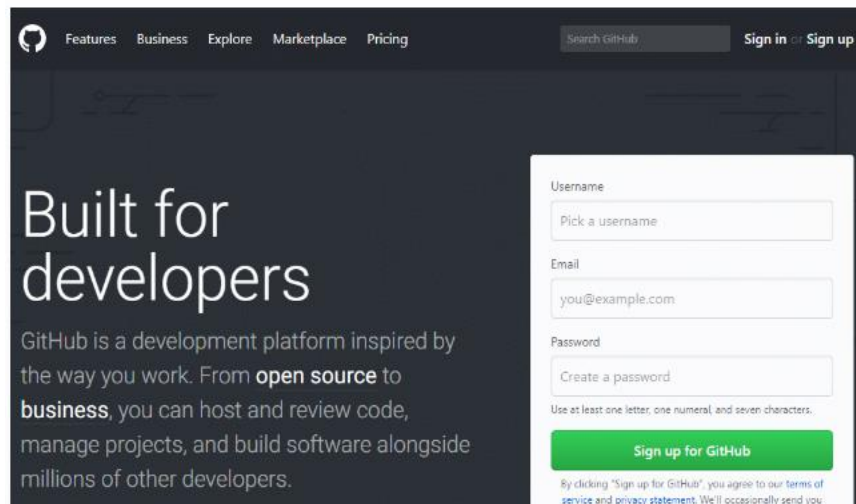 Features Business Explore Marketplace Pricing Search GitHub Sign in or Sign up
Built for
developers
GitHub is a development platform inspired by
the way you work. From open source to
business, you can host and review code,
manage projects, and build software alongside
millions of other developers.
Username
Pick a username
Email
you@example.com
Password
Create a password
Use at least one letter, one numeral, and seven characters.
Sign up for GitHub
By clicking "Sign up for GitHub", you agree to our terms of
service and privacy statement. We'll occasionally send you